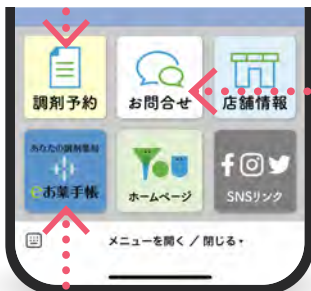 調剤予約
お問合せ
店舗情報
あなたの調剤薬局
eお薬手帳
ホームページ
SNSリンク
メニューを開く / 閉じる▾